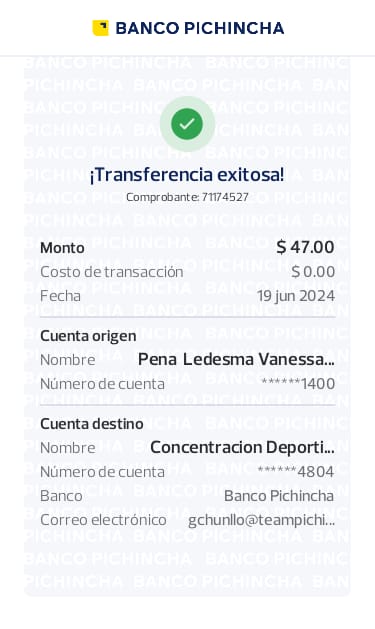 BANCO PICHINCHA
¡Transferencia exitosa!
Comprobante: 71174527
Monto $ 47.00
Costo de transacción $ 0.00
Fecha 19 jun 2024
Cuenta origen
Nombre Pena Ledesma Vanessa...
Número de cuenta ******1400
Cuenta destino
Nombre Concentracion Deporti...
Número de cuenta ******4804
Banco Banco Pichincha
Correo electrónico gchunllo@teampichi...